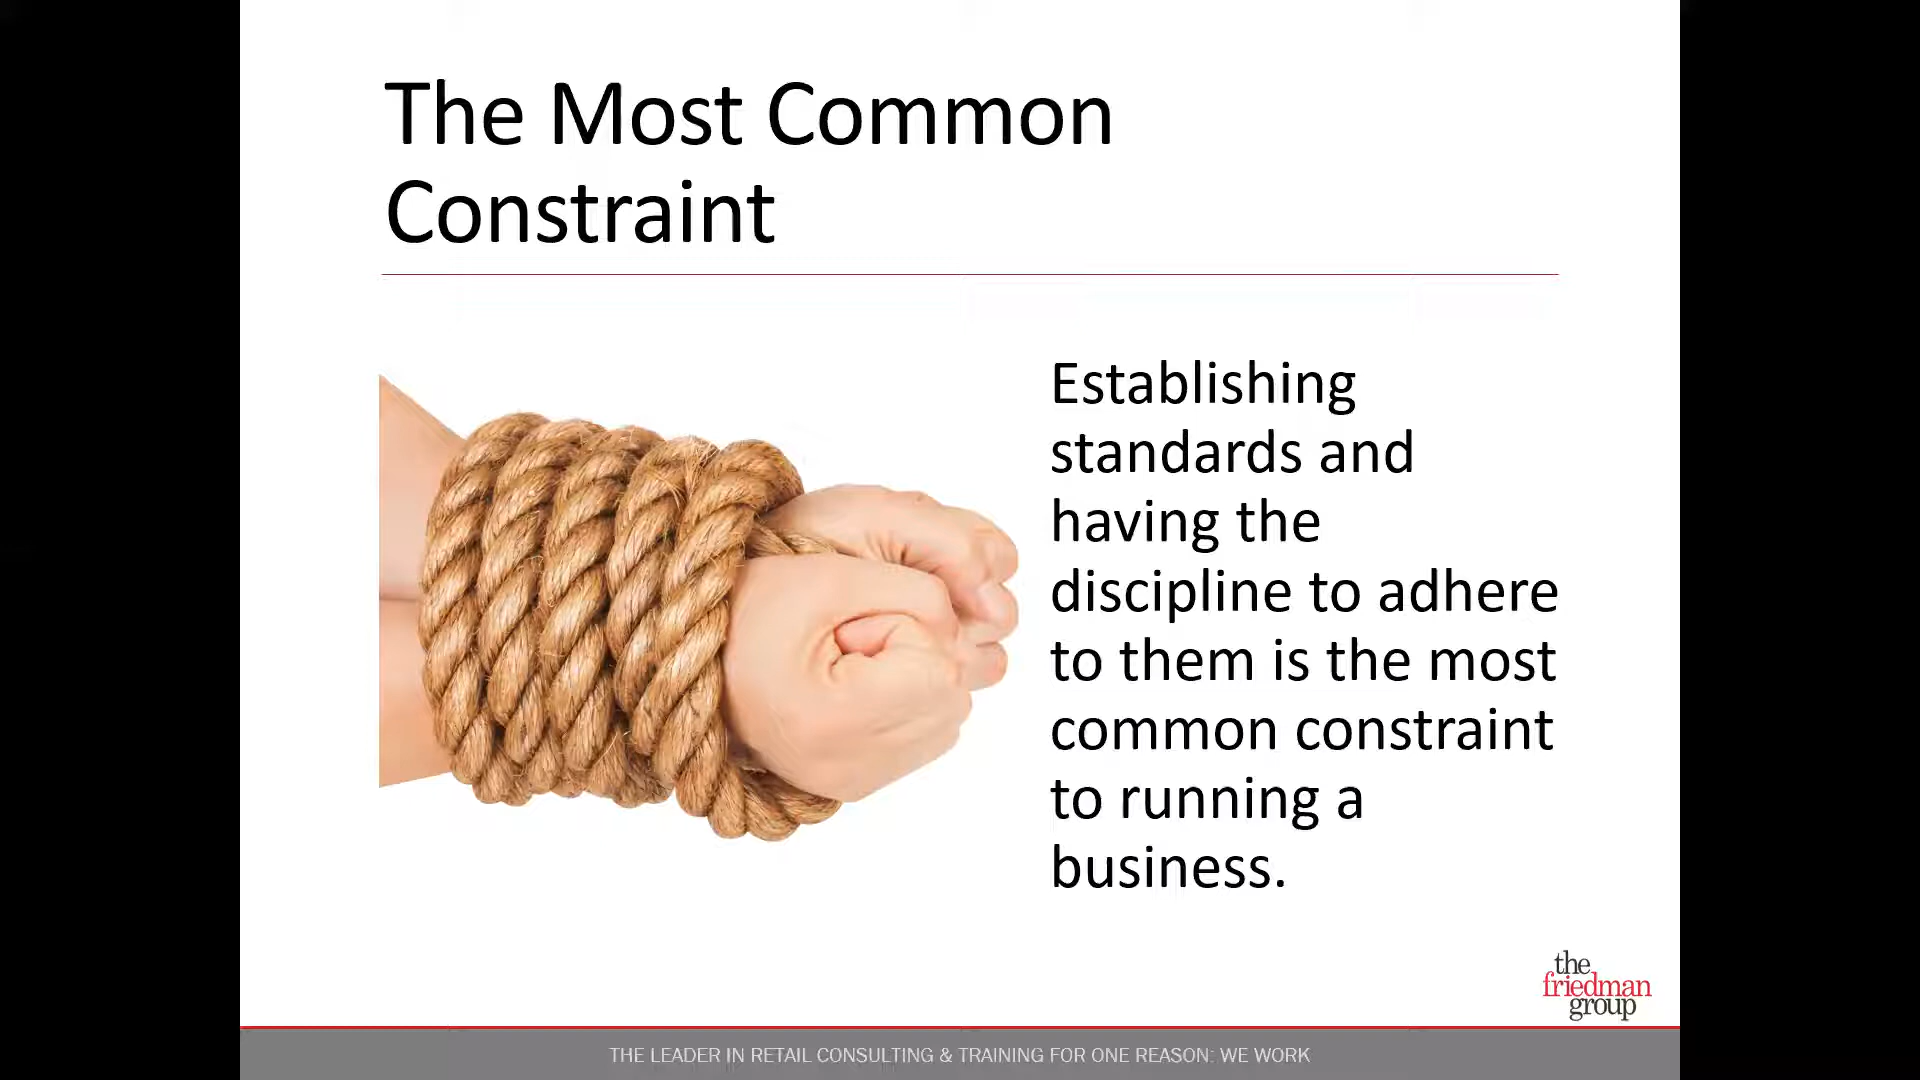 The Most Common
Constraint
Establishing
standards and
having the
discipline to adhere
to them is the most
common constraint
to running a
business.
the
friedman
group
THE LEADER IN RETAIL CONSULTING & TRAINING FOR ONE REASON: WE WORK